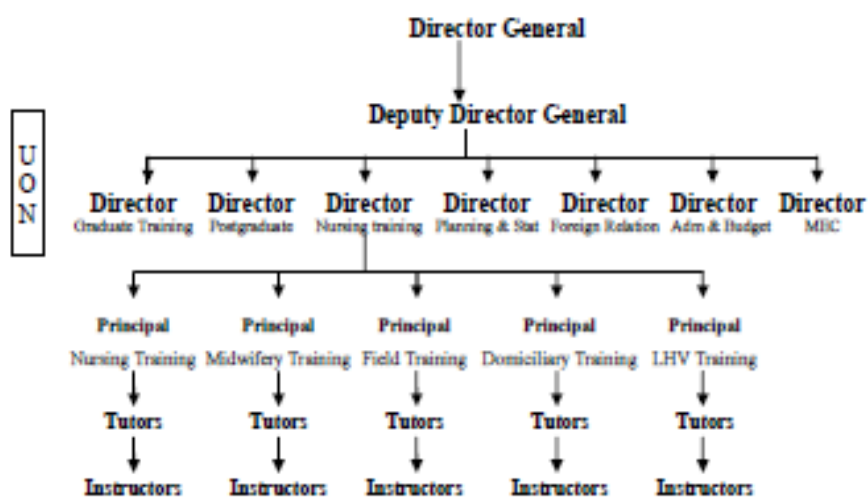 Director General
Deputy Director General
U
O
N
Director Director Director Director Director Director Director
Graduate Training Postgraduate Nursing training Planning & Stat Foreign Relation Adm & Budget MEC
Principal Principal Principal Principal Principal
Nursing Training Midwifery Training Field Training Domiciliary Training LHV Training
Tutors Tutors Tutors Tutors Tutors
Instructors Instructors Instructors Instructors Instructors